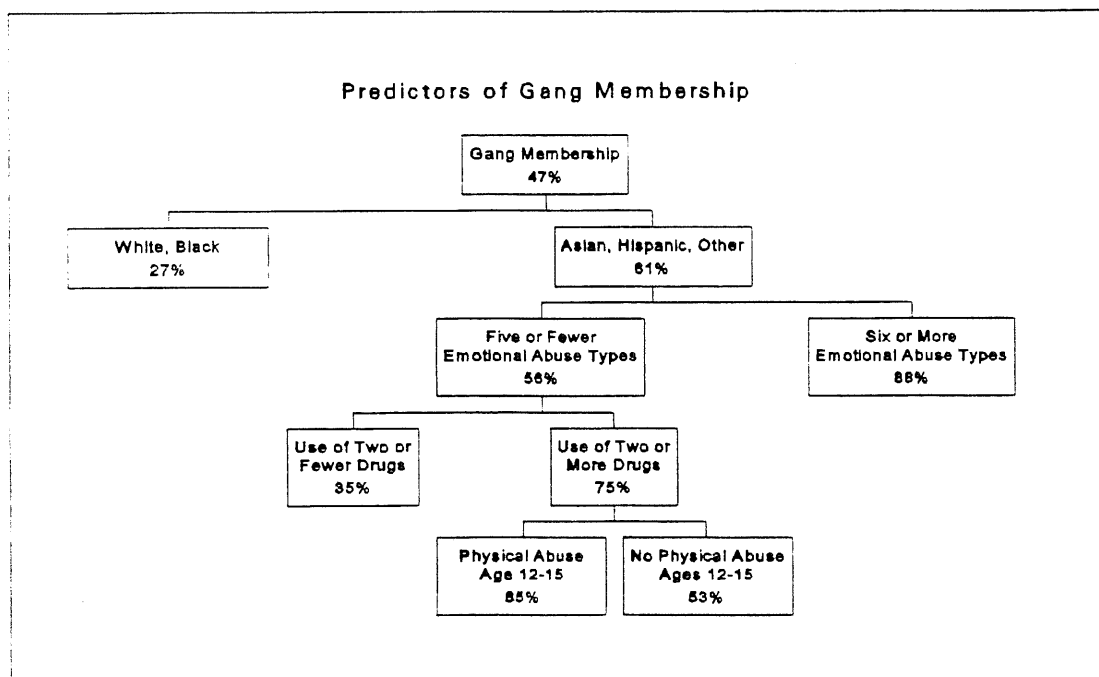 Predictors of Gang Membership
Gang Membership
47%
White, Black
27%
Asian, Hispanic, Other
61%
Five or Fewer
Emotional Abuse Types
56%
Six or More
Emotional Abuse Types
88%
Use of Two or
Fewer Drugs
35%
Use of Two or
More Drugs
75%
Physical Abuse
Age 12-15
85%
No Physical Abuse
Ages 12-15
53%